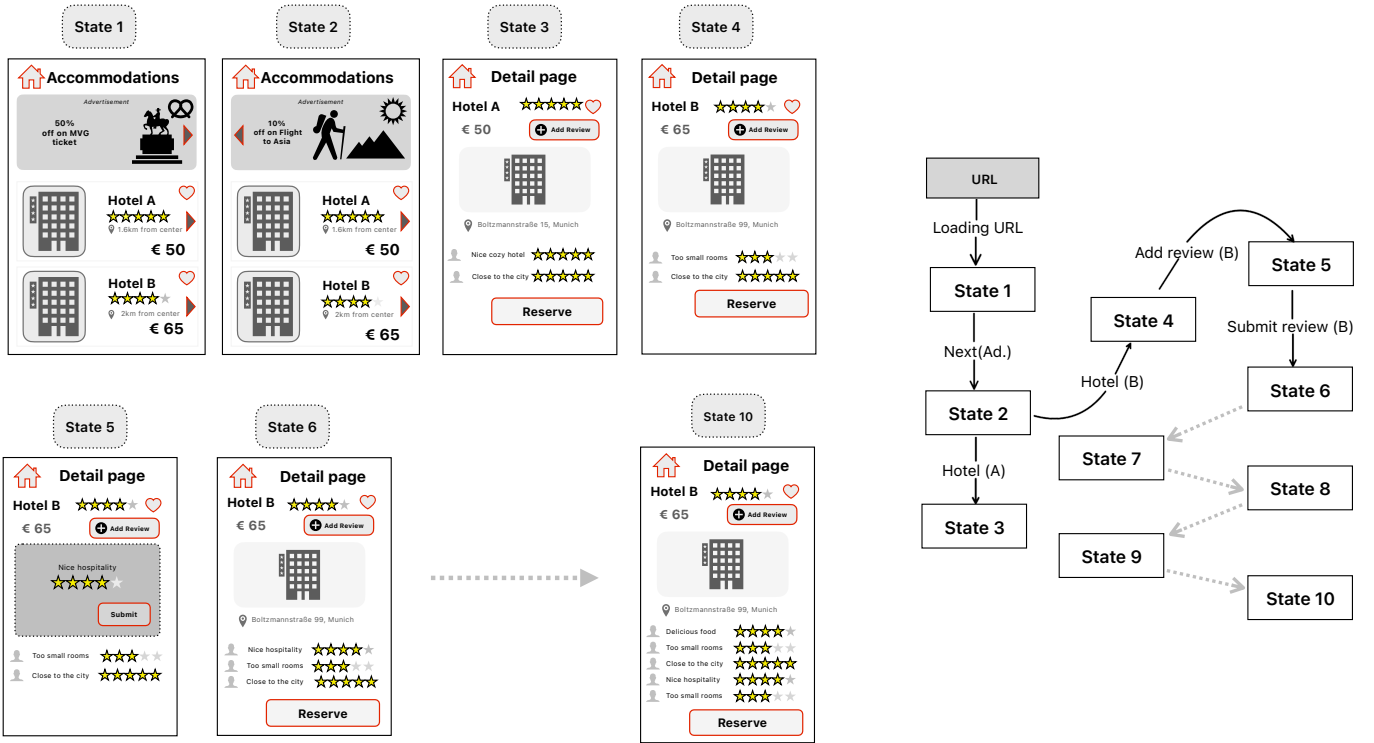 State 1
Accommodations
Advertisement
50%
off on MVG
ticket
Hotel A
1.6km from center
€ 50
Hotel B
2km from center
€ 65
State 2
Accommodations
Advertisement
10%
off on Flight
to Asia
Hotel A
1.6km from center
€ 50
Hotel B
2km from center
€ 65
State 3
Detail page
Hotel A
€ 50
Add Review
Boltzmannstraße 15, Munich
Nice cozy hotel
Close to the city
Reserve
State 4
Detail page
Hotel B
€ 65
Add Review
Boltzmannstraße 99, Munich
Too small rooms
Close to the city
Reserve
State 5
Detail page
Hotel B
€ 65
Add Review
Nice hospitality
Submit
Too small rooms
Close to the city
State 6
Detail page
Hotel B
€ 65
Add Review
Boltzmannstraße 99, Munich
Nice hospitality
Too small rooms
Close to the city
Reserve
State 10
Detail page
Hotel B
€ 65
Add Review
Boltzmannstraße 99, Munich
Delicious food
Too small rooms
Close to the city
Nice hospitality
Too small rooms
Reserve
URL
Loading URL
State 1
Next(Ad.)
State 2
Hotel (A)
State 3
Hotel (B)
State 4
Add review (B)
State 5
Submit review (B)
State 6
State 7
State 8
State 9
State 10